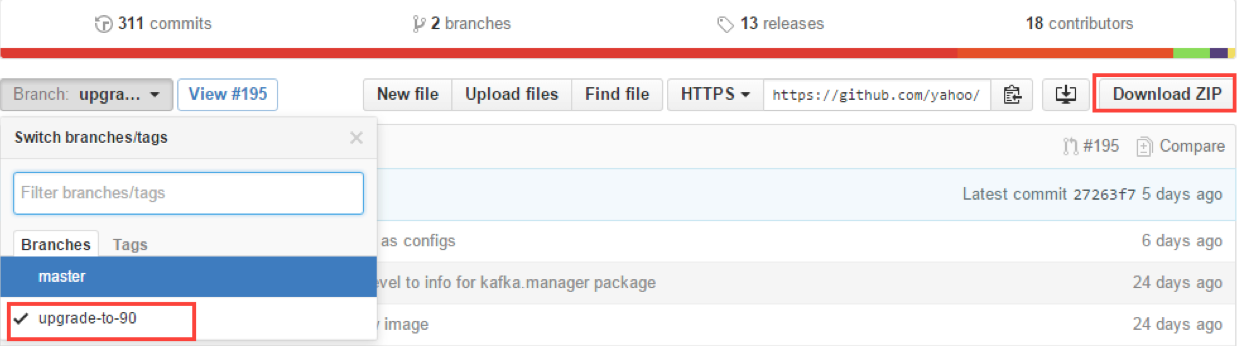 311 commits 2 branches 13 releases 18 contributors
Branch: upgra... View #195 New file Upload files Find file HTTPS https://github.com/yahoo/ Download ZIP
Switch branches/tags
#195 Compare
Filter branches/tags
Latest commit 27263f7 5 days ago
Branches Tags
as configs 6 days ago
master
evel to info for kafka.manager package 24 days ago
upgrade-to-90
image 24 days ago